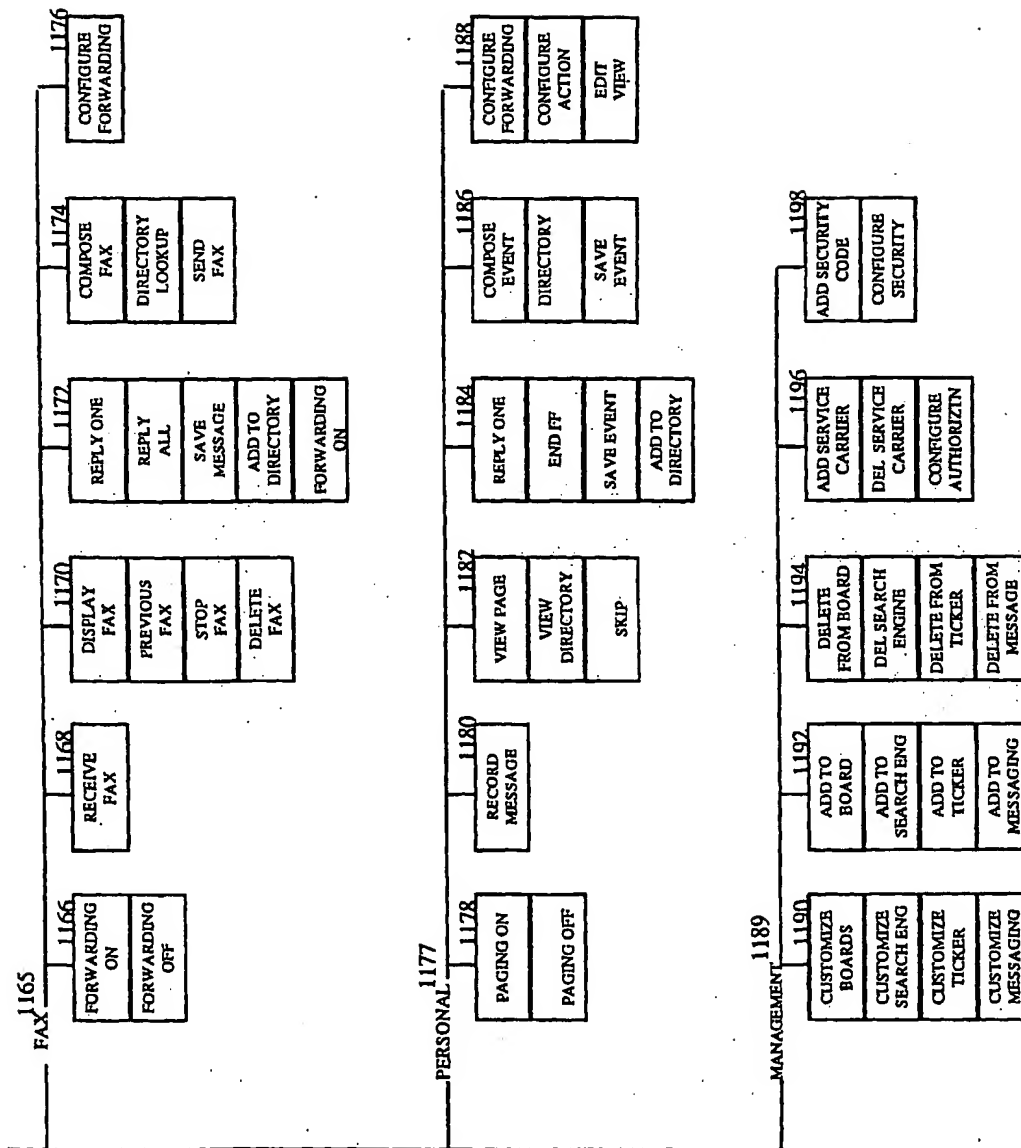 1165
FAX
1166
FORWARDING
ON
FORWARDING
OFF
1168
RECEIVE
FAX
1170
DISPLAY
FAX
PREVIOUS
FAX
STOP
FAX
DELETE
FAX
1172
REPLY ONE
REPLY
ALL
SAVE
MESSAGE
ADD TO
DIRECTORY
FORWARDING
ON
1174
COMPOSE
FAX
DIRECTORY
LOOKUP
SEND
FAX
1176
CONFIGURE
FORWARDING
1177
PERSONAL
1178
PAGING ON
PAGING OFF
1180
RECORD
MESSAGE
1182
VIEW PAGE
VIEW
DIRECTORY
SKIP
1184
REPLY ONE
END FF
SAVE EVENT
ADD TO
DIRECTORY
1186
COMPOSE
EVENT
DIRECTORY
SAVE
EVENT
1188
CONFIGURE
FORWARDING
CONFIGURE
ACTION
EDIT
VIEW
1189
MANAGEMENT
1190
CUSTOMIZE
BOARDS
CUSTOMIZE
SEARCH ENG
CUSTOMIZE
TICKER
CUSTOMIZE
MESSAGING
1192
ADD TO
BOARD
ADD TO
SEARCH ENG
ADD TO
TICKER
ADD TO
MESSAGING
1194
DELETE
FROM BOARD
DEL SEARCH
ENGINE
DELETE FROM
TICKER
DELETE FROM
MESSAGE
1196
ADD SERVICE
CARRIER
DEL. SERVICE
CARRIER
CONFIGURE
AUTHORIZTN
1198
ADD SECURITY
CODE
CONFIGURE
SECURITY